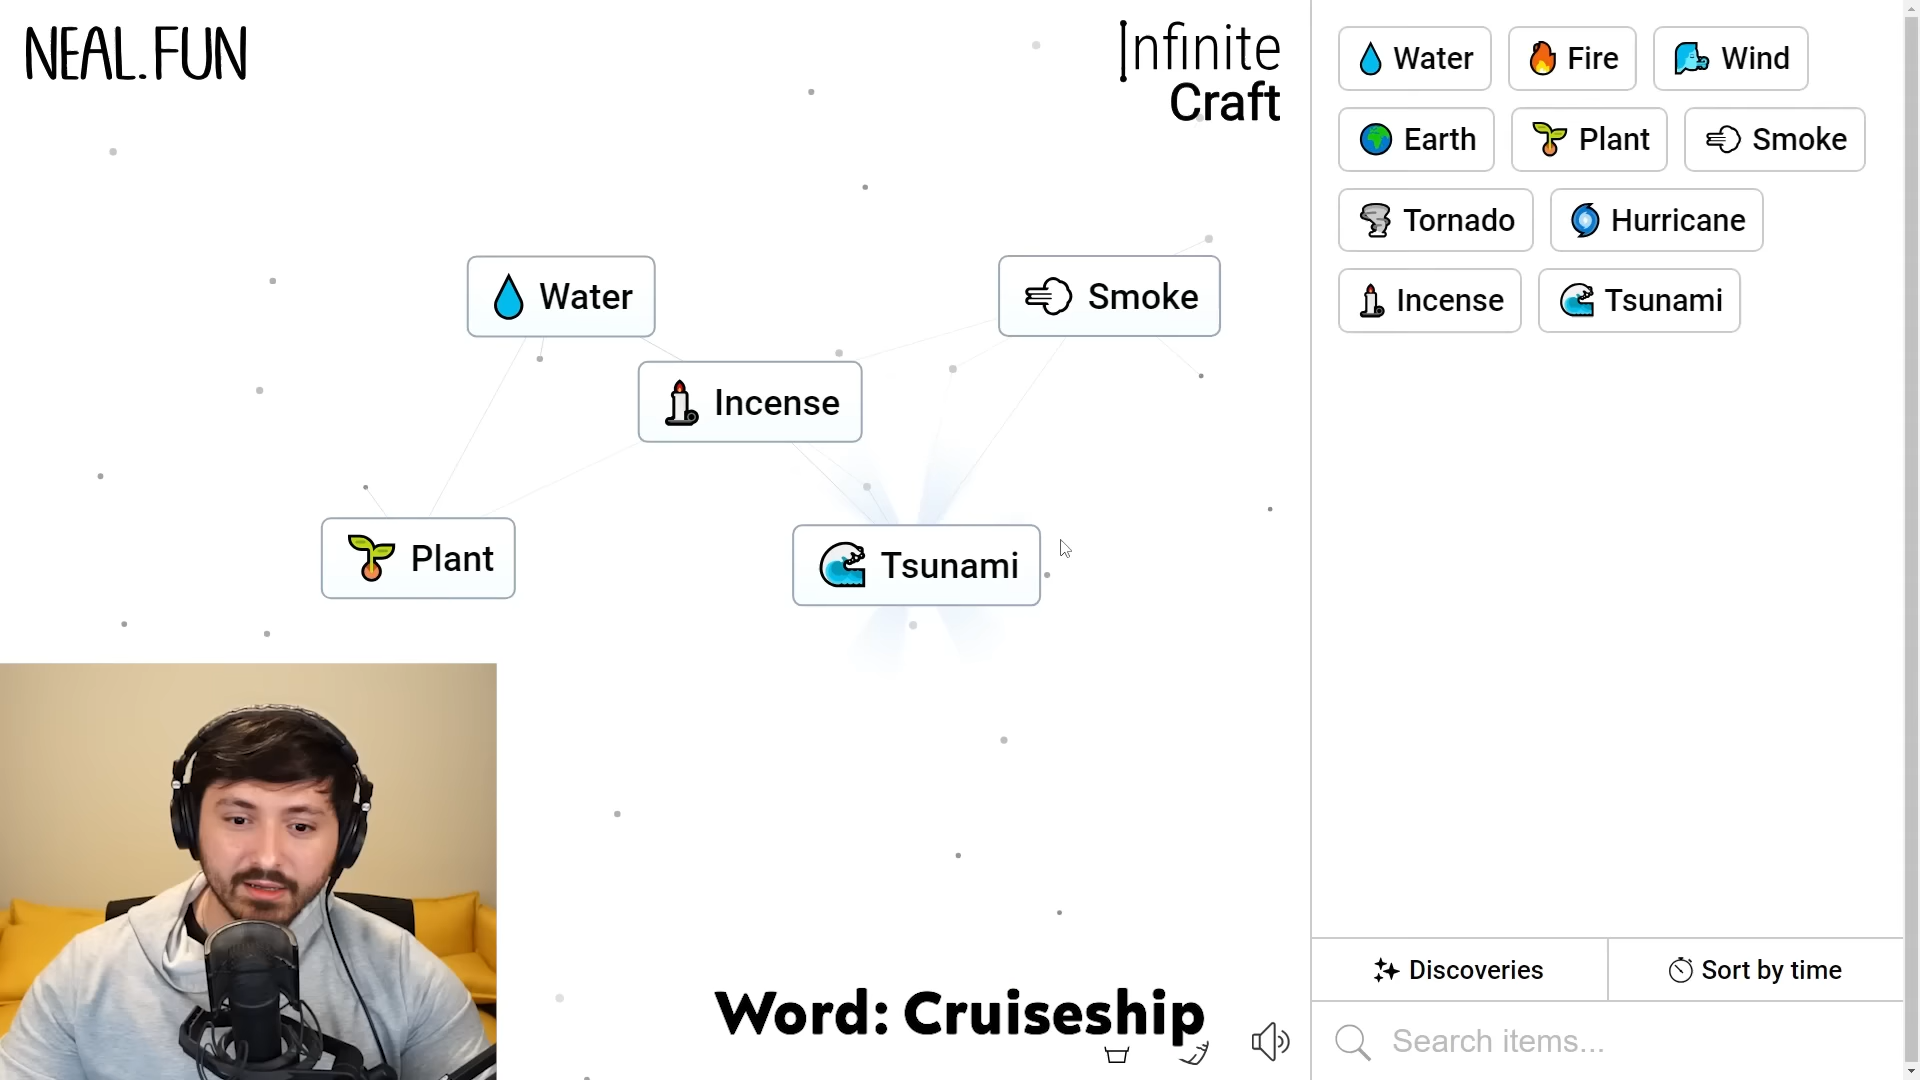 NEAL.FUN
Infinite
Craft
Water
Smoke
Incense
Plant
Tsunami
Word: Cruiseship
Water
Fire
Wind
Earth
Plant
Smoke
Tornado
Hurricane
Incense
Tsunami
Discoveries
Sort by time
Search items...